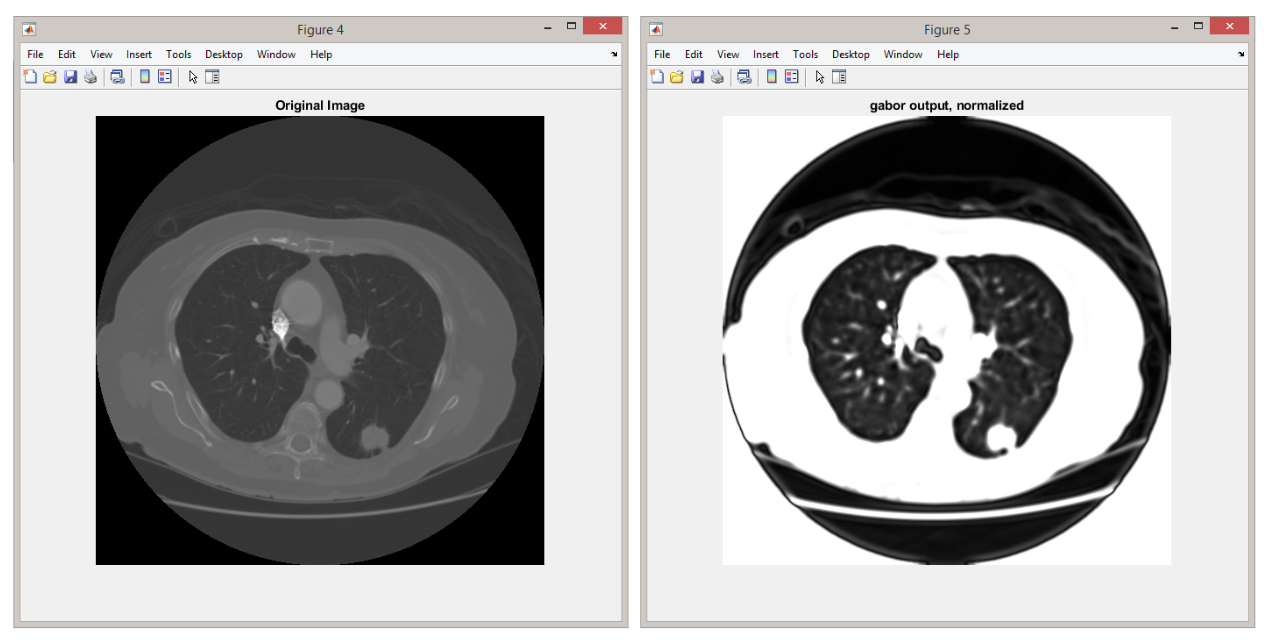 Figure 4
File Edit View Insert Tools Desktop Window Help
Original Image
Figure 5
File Edit View Insert Tools Desktop Window Help
gabor output, normalized